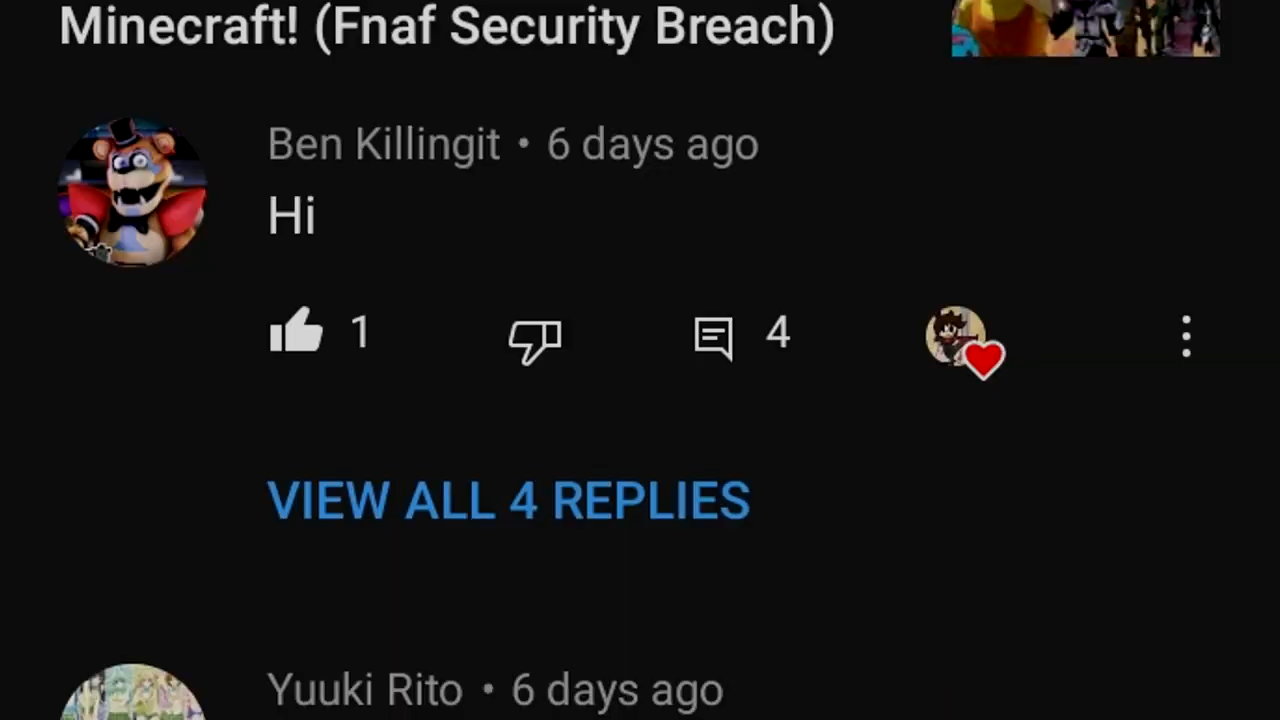 Minecraft! (Fnaf Security Breach)
Ben Killingit • 6 days ago
Hi
1
4
VIEW ALL 4 REPLIES
Yuuki Rito • 6 days ago